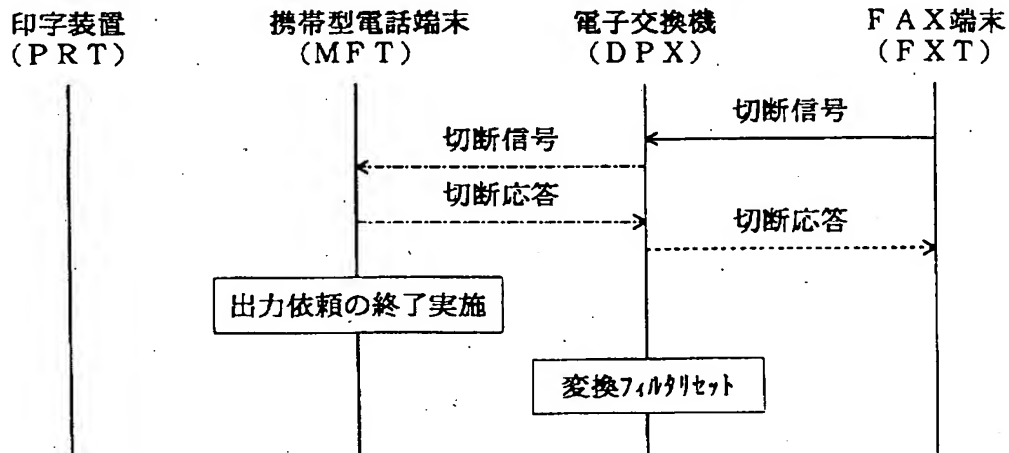 印字装置
(PRT)
携帯型電話端末
(MFT)
電子交換機
(DPX)
FAX端末
(FXT)
切断信号
切断信号
切断応答
切断応答
出力依頼の終了実施
変換フィルタリセット